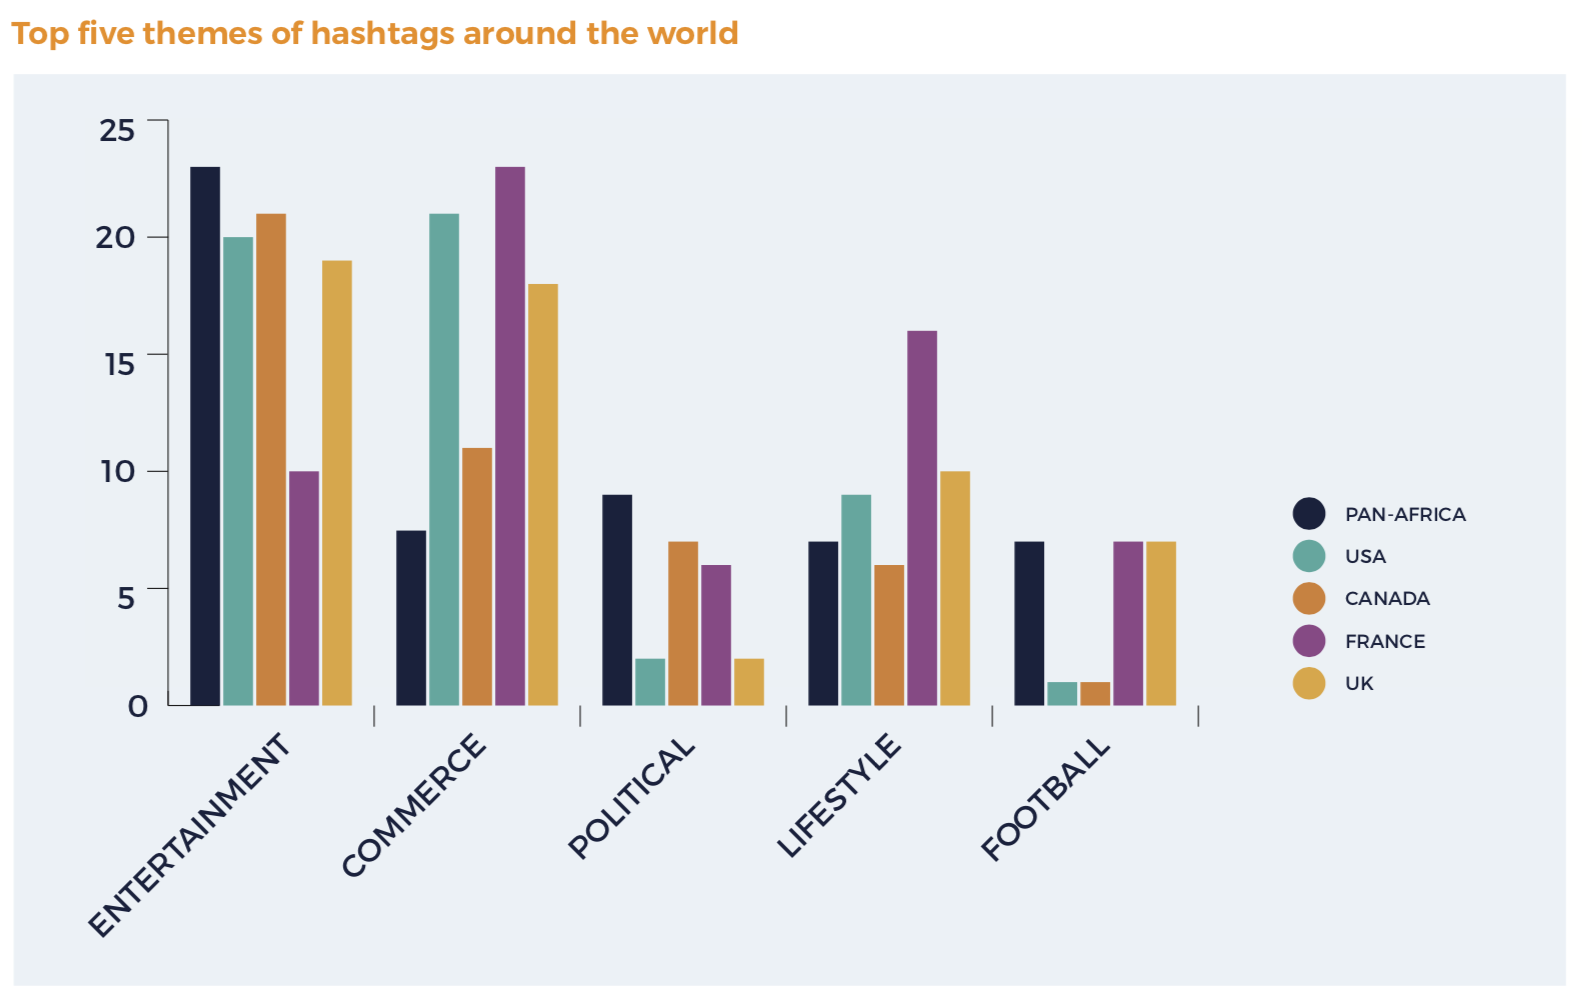 Top five themes of hashtags around the world
25
20
15
10
5
0
ENTERTAINMENT
COMMERCE
POLITICAL
LIFESTYLE
FOOTBALL
PAN-AFRICA
USA
CANADA
FRANCE
UK